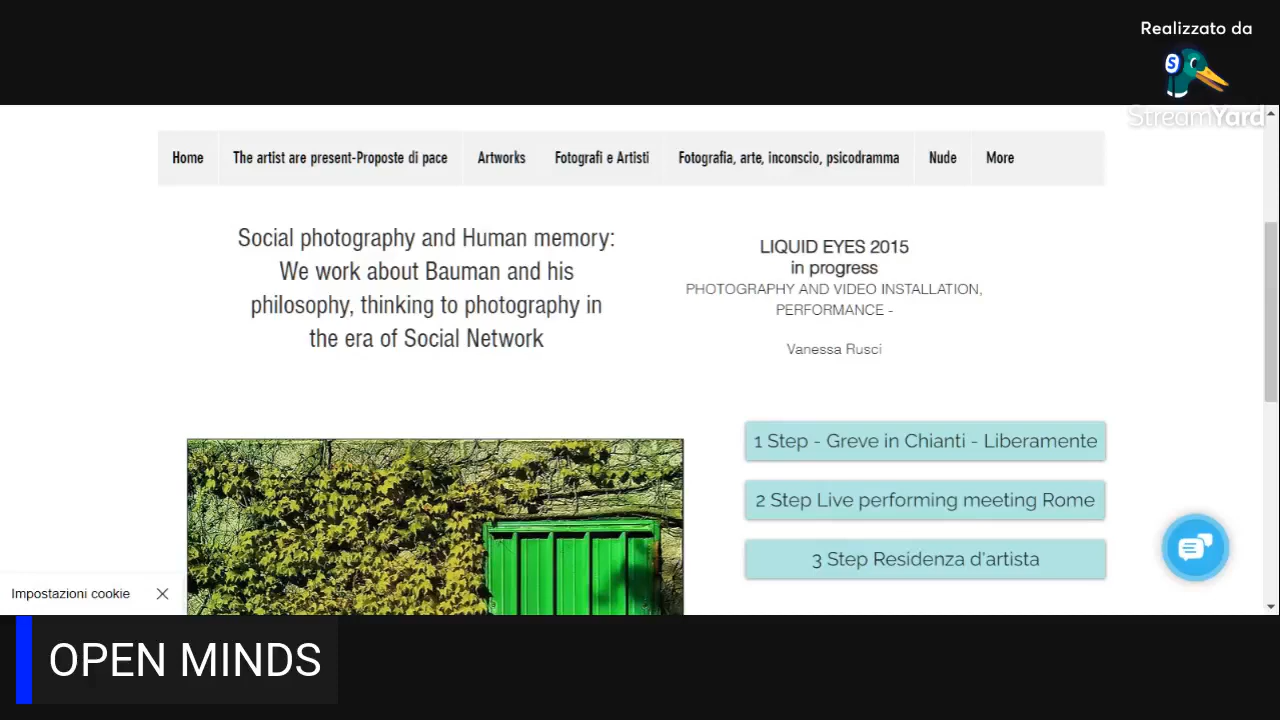 Realizzato da
S
StreamYard
Home
The artist are present-Proposte di pace
Artworks
Fotografi e Artisti
Fotografia, arte, inconscio, psicodramma
Nude
More
Social photography and Human memory:
We work about Bauman and his
philosophy, thinking to photography in
the era of Social Network
LIQUID EYES 2015
in progress
PHOTOGRAPHY AND VIDEO INSTALLATION,
PERFORMANCE -
Vanessa Rusci
1 Step - Greve in Chianti - Liberamente
2 Step Live performing meeting Rome
3 Step Residenza d'artista
Impostazioni cookie
OPEN MINDS